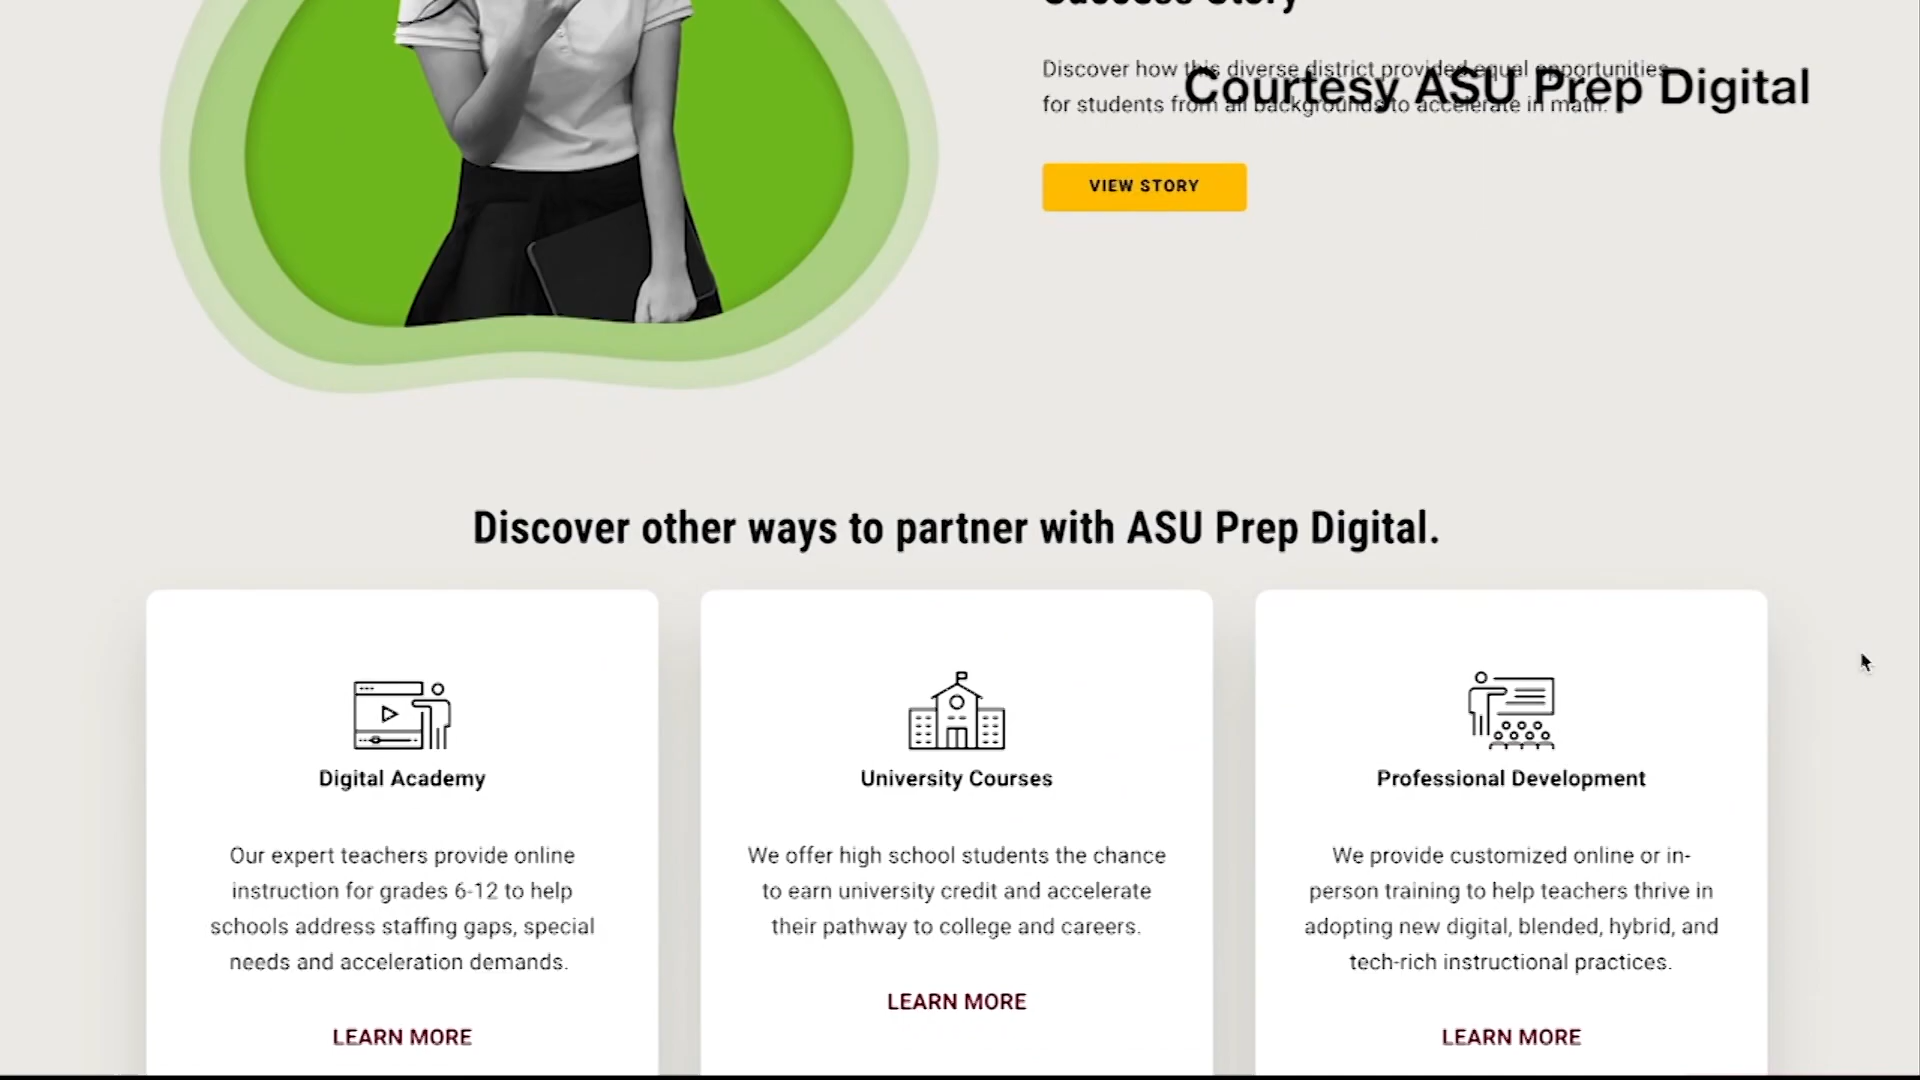 Success Story
Discover how this diverse district provided equal opportunities
for students from all backgrounds to accelerate in math.
Courtesy ASU Prep Digital
VIEW STORY
Discover other ways to partner with ASU Prep Digital.
Digital Academy
Our expert teachers provide online
instruction for grades 6-12 to help
schools address staffing gaps, special
needs and acceleration demands.
LEARN MORE
University Courses
We offer high school students the chance
to earn university credit and accelerate
their pathway to college and careers.
LEARN MORE
Professional Development
We provide customized online or in-
person training to help teachers thrive in
adopting new digital, blended, hybrid, and
tech-rich instructional practices.
LEARN MORE